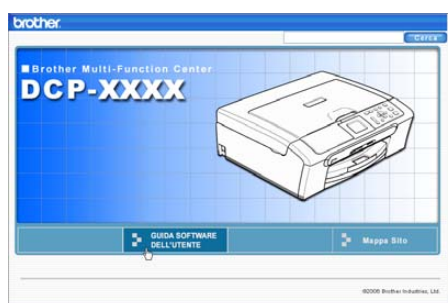 brother.
Cerca
Brother Multi-Function Center
DCP-XXXX
GUIDA SOFTWARE
DELL'UTENTE
Mappa Sito
©2006 Brother Industries, Ltd.